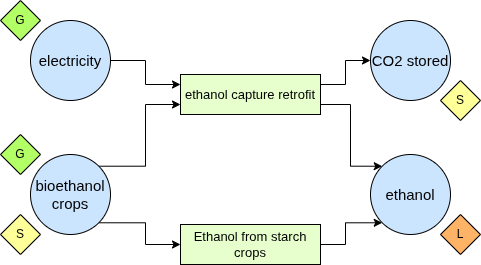 G
electricity
CO2 stored
S
ethanol capture retrofit
G
bioethanol
crops
S
ethanol
L
Ethanol from starch
crops